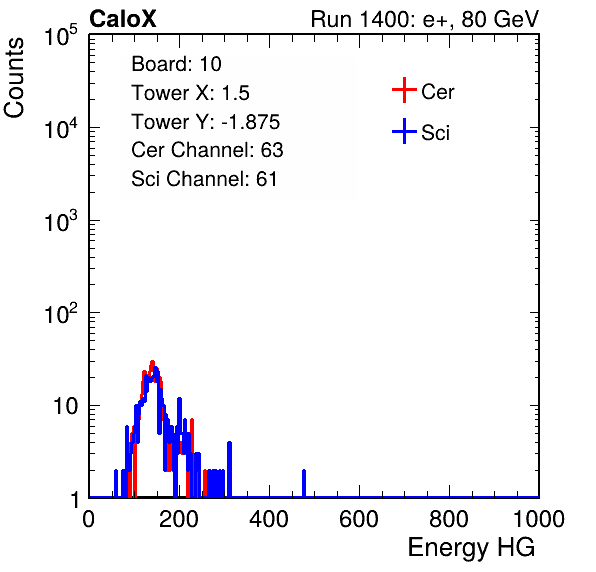 CaloX Run 1400: e+, 80 GeV
Counts
Board: 10
Tower X: 1.5
Tower Y: -1.875
Cer Channel: 63
Sci Channel: 61
Cer
Sci
10^5
10^4
10^3
10^2
10
1
0 200 400 600 800 1000
Energy HG